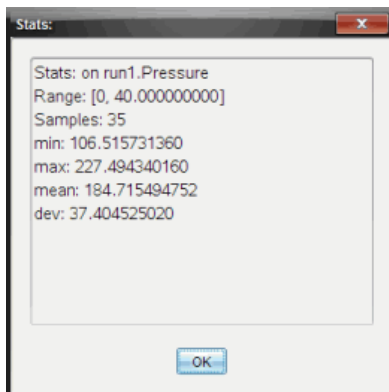 Stats:
Stats: on run1.Pressure
Range: [0, 40.000000000]
Samples: 35
min: 106.515731360
max: 227.494340160
mean: 184.715494752
dev: 37.404525020
OK